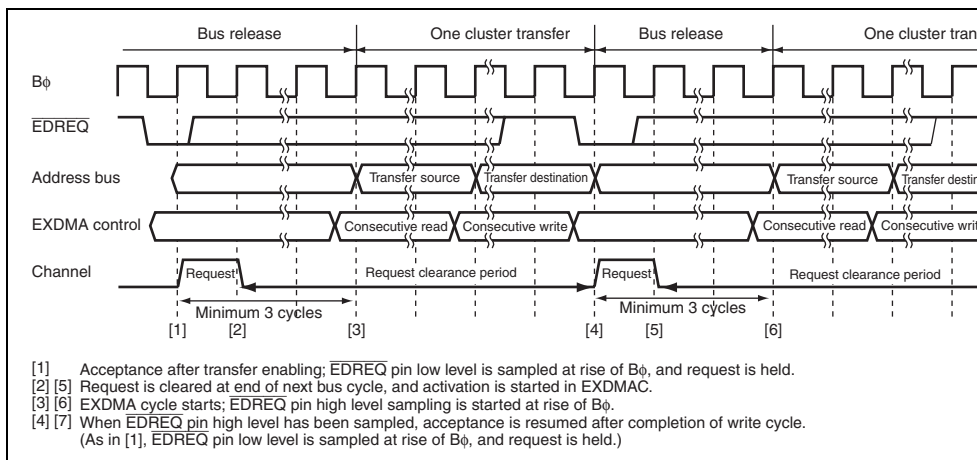 Bus release One cluster transfer Bus release One cluster tran
Bϕ
EDREQ
Address bus Transfer source Transfer destination Transfer source Transfer destin
EXDMA control Consecutive read Consecutive write Consecutive read Consecutive writ
Channel Request Request clearance period Request Request clearance period
Minimum 3 cycles Minimum 3 cycles
[1] [2] [3] [4] [5] [6]
[1] Acceptance after transfer enabling; EDREQ pin low level is sampled at rise of Bϕ, and request is held.
[2] [5] Request is cleared at end of next bus cycle, and activation is started in EXDMAC.
[3] [6] EXDMA cycle starts; EDREQ pin high level sampling is started at rise of Bϕ.
[4] [7] When EDREQ pin high level has been sampled, acceptance is resumed after completion of write cycle.
(As in [1], EDREQ pin low level is sampled at rise of Bϕ, and request is held.)